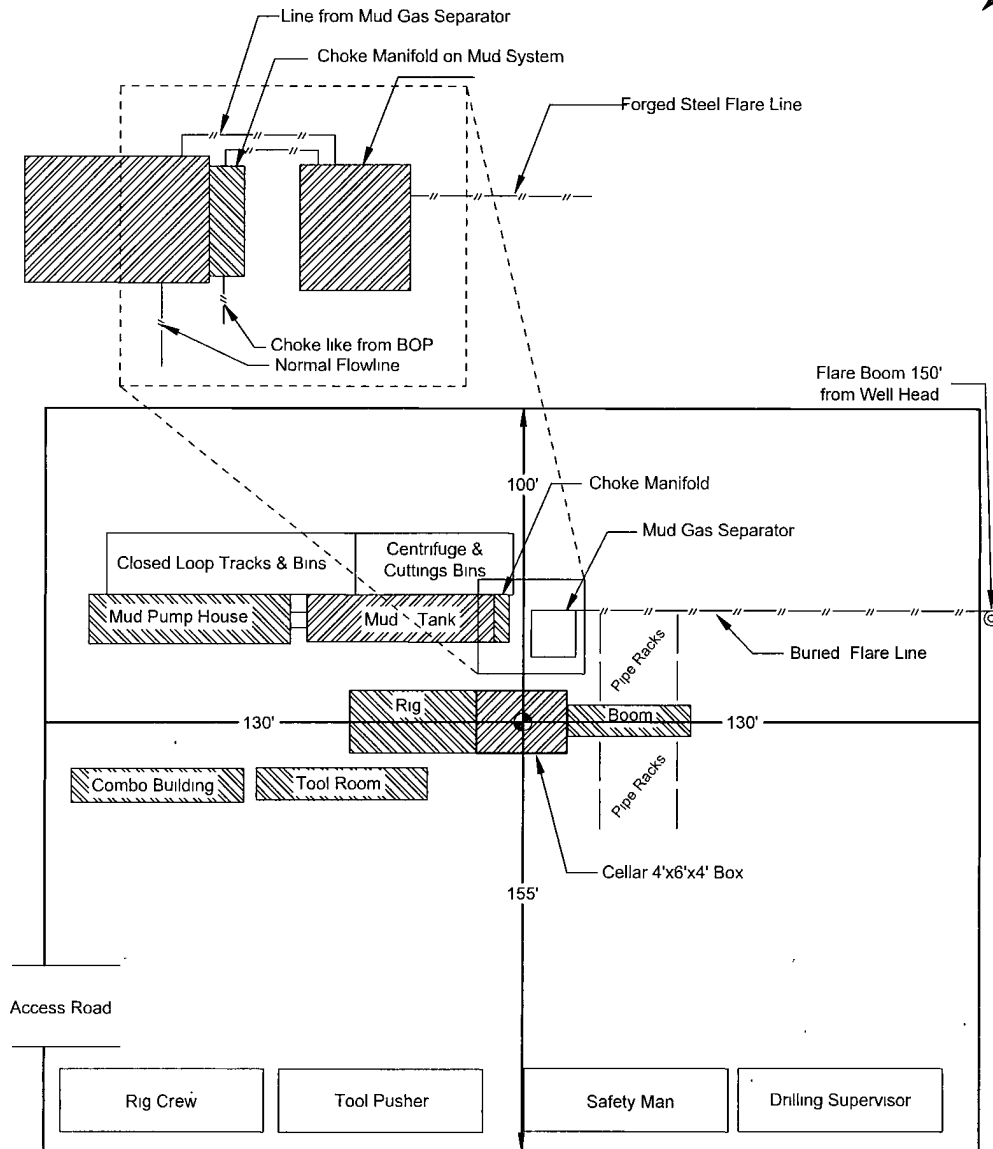 Line from Mud Gas Separator
Choke Manifold on Mud System
Forged Steel Flare Line
Choke like from BOP
Normal Flowline
Flare Boom 150'
from Well Head
100'
Choke Manifold
Mud Gas Separator
Closed Loop Tracks & Bins
Centrifuge &
Cuttings Bins
Mud Pump House
Mud Tank
Buried Flare Line
Pipe Racks
Rig
Boom
130'
130'
Combo Building
Tool Room
Pipe Racks
Cellar 4'x6'x4' Box
155'
Access Road
Rig Crew
Tool Pusher
Safety Man
Drilling Supervisor